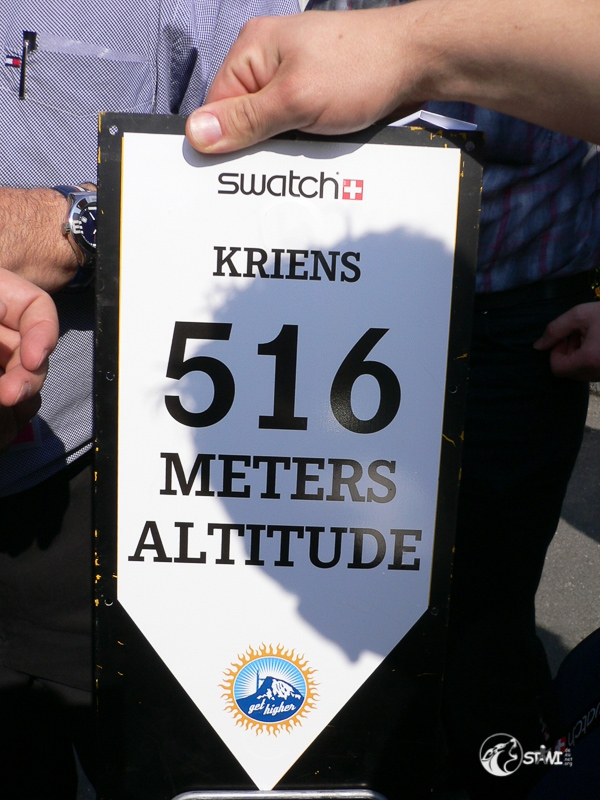 swatch
KRIENS
516
METERS
ALTITUDE
get higher
STANI